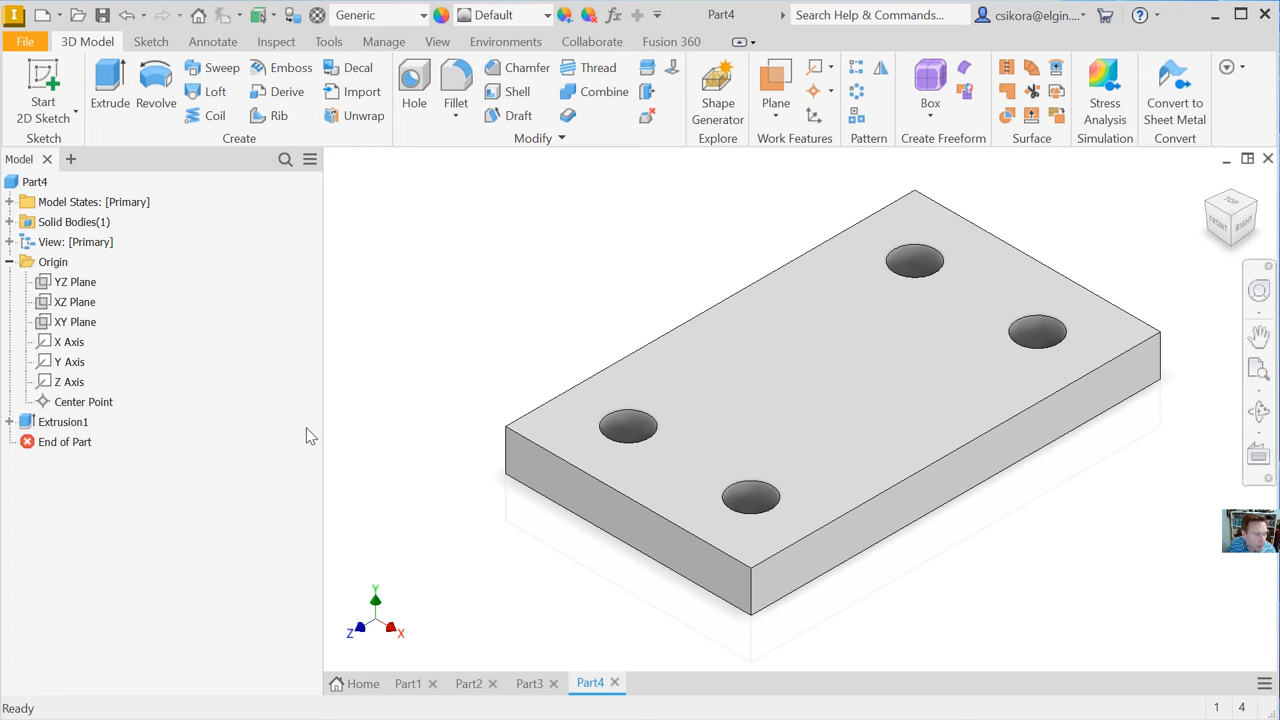 Generic
Default
Part4
Search Help & Commands...
csikora@elgin....
File
3D Model
Sketch
Annotate
Inspect
Tools
Manage
View
Environments
Collaborate
Fusion 360
Start
2D Sketch
Sketch
Extrude
Revolve
Sweep
Loft
Coil
Emboss
Derive
Rib
Decal
Import
Unwrap
Create
Hole
Fillet
Chamfer
Shell
Draft
Thread
Combine
Modify
Shape
Generator
Explore
Plane
Work Features
Pattern
Box
Create Freeform
Surface
Stress
Analysis
Simulation
Convert to
Sheet Metal
Convert
Model
Part4
Model States: [Primary]
Solid Bodies(1)
View: [Primary]
Origin
YZ Plane
XZ Plane
XY Plane
X Axis
Y Axis
Z Axis
Center Point
Extrusion1
End of Part
TOP
FRONT
RIGHT
Y
Z
X
Home
Part1
Part2
Part3
Part4
Ready
1
4